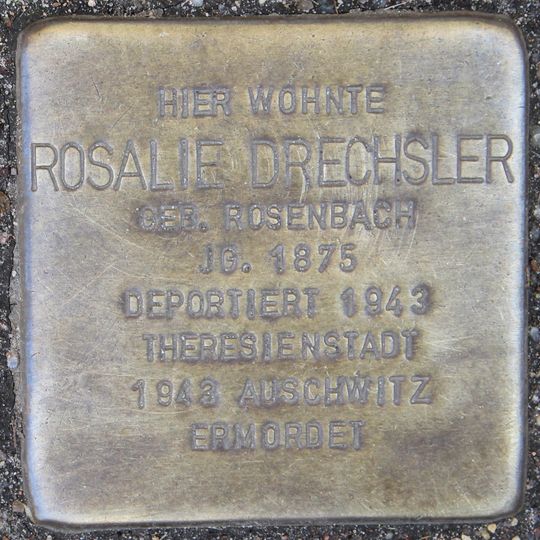 HIER WOHNTE
ROSALIE DRECHSLER
GEB. ROSENBACH
JG. 1875
DEPORTIERT 1943
THERESIENSTADT
1943 AUSCHWITZ
ERMORDET